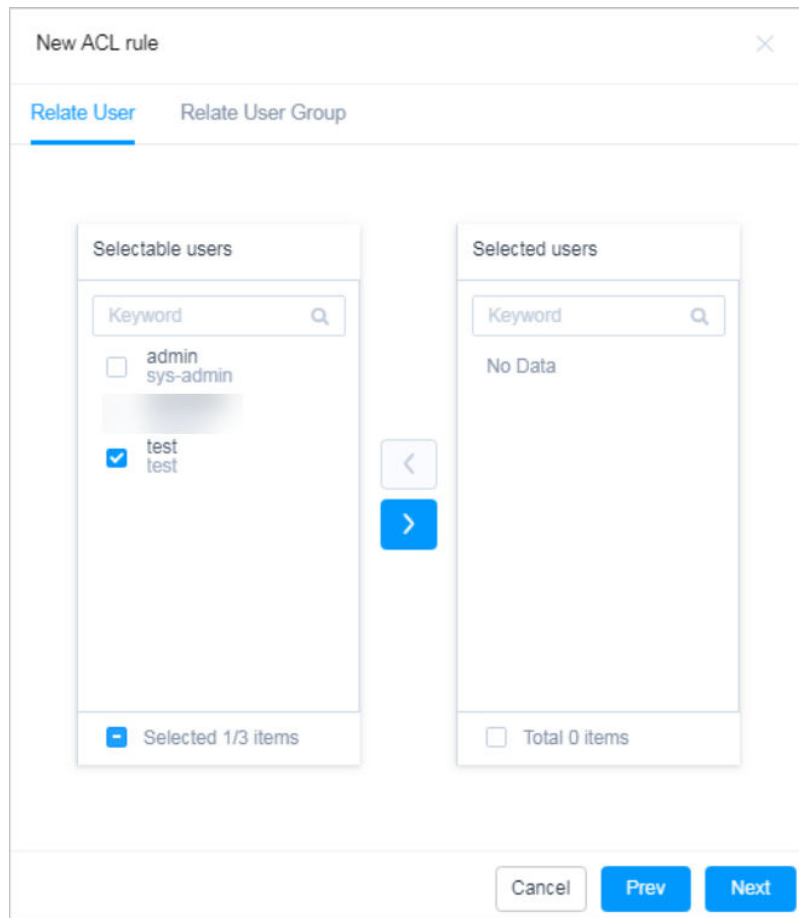 New ACL rule
Relate User
Relate User Group
Selectable users
Keyword
admin
sys-admin
test
test
Selected 1/3 items
Selected users
Keyword
No Data
Total 0 items
Cancel
Prev
Next